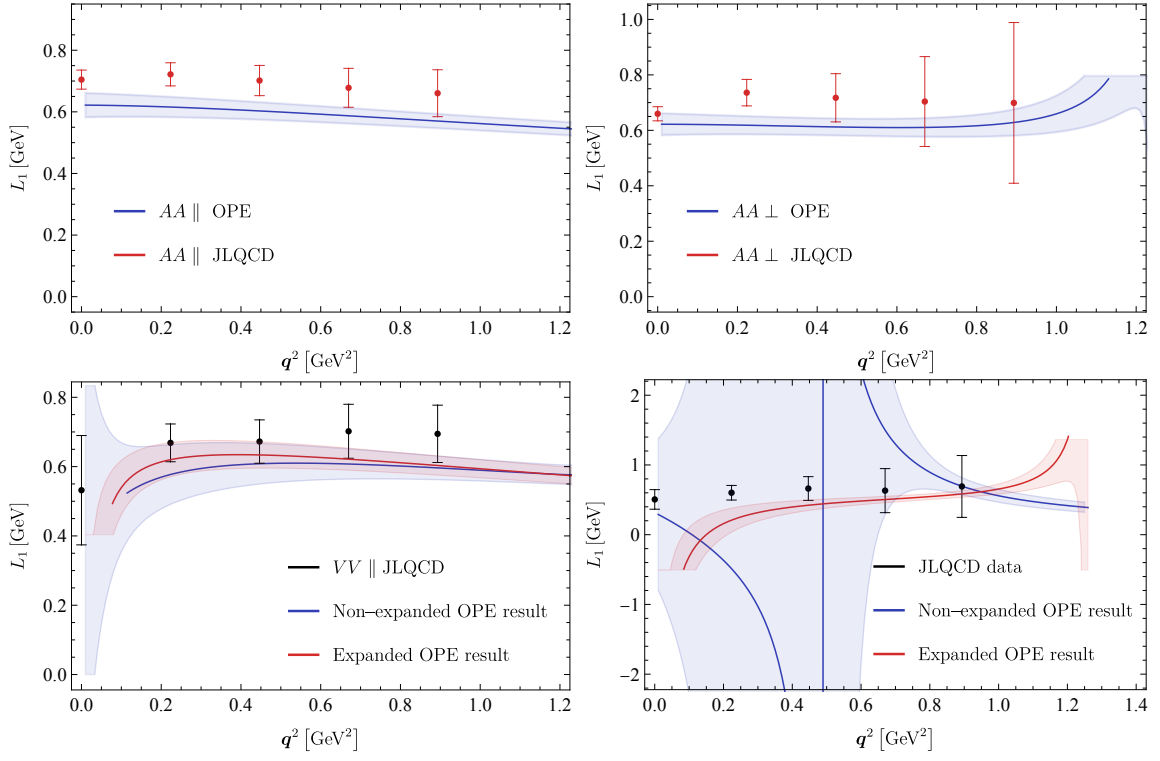 0.8
0.6
0.4
0.2
0.0
L₁ [GeV]
AA ∥ OPE
AA ∥ JLQCD
0.0 0.2 0.4 0.6 0.8 1.0 1.2
q² [GeV²]
1.0
0.8
0.6
0.4
0.2
0.0
L₁ [GeV]
AA ⊥ OPE
AA ⊥ JLQCD
0.0 0.2 0.4 0.6 0.8 1.0 1.2
q² [GeV²]
0.8
0.6
0.4
0.2
0.0
L₁ [GeV]
VV ∥ JLQCD
Non–expanded OPE result
Expanded OPE result
0.0 0.2 0.4 0.6 0.8 1.0 1.2
q² [GeV²]
2
1
0
−1
−2
L₁ [GeV]
JLQCD data
Non–expanded OPE result
Expanded OPE result
0.0 0.2 0.4 0.6 0.8 1.0 1.2 1.4
q² [GeV²]